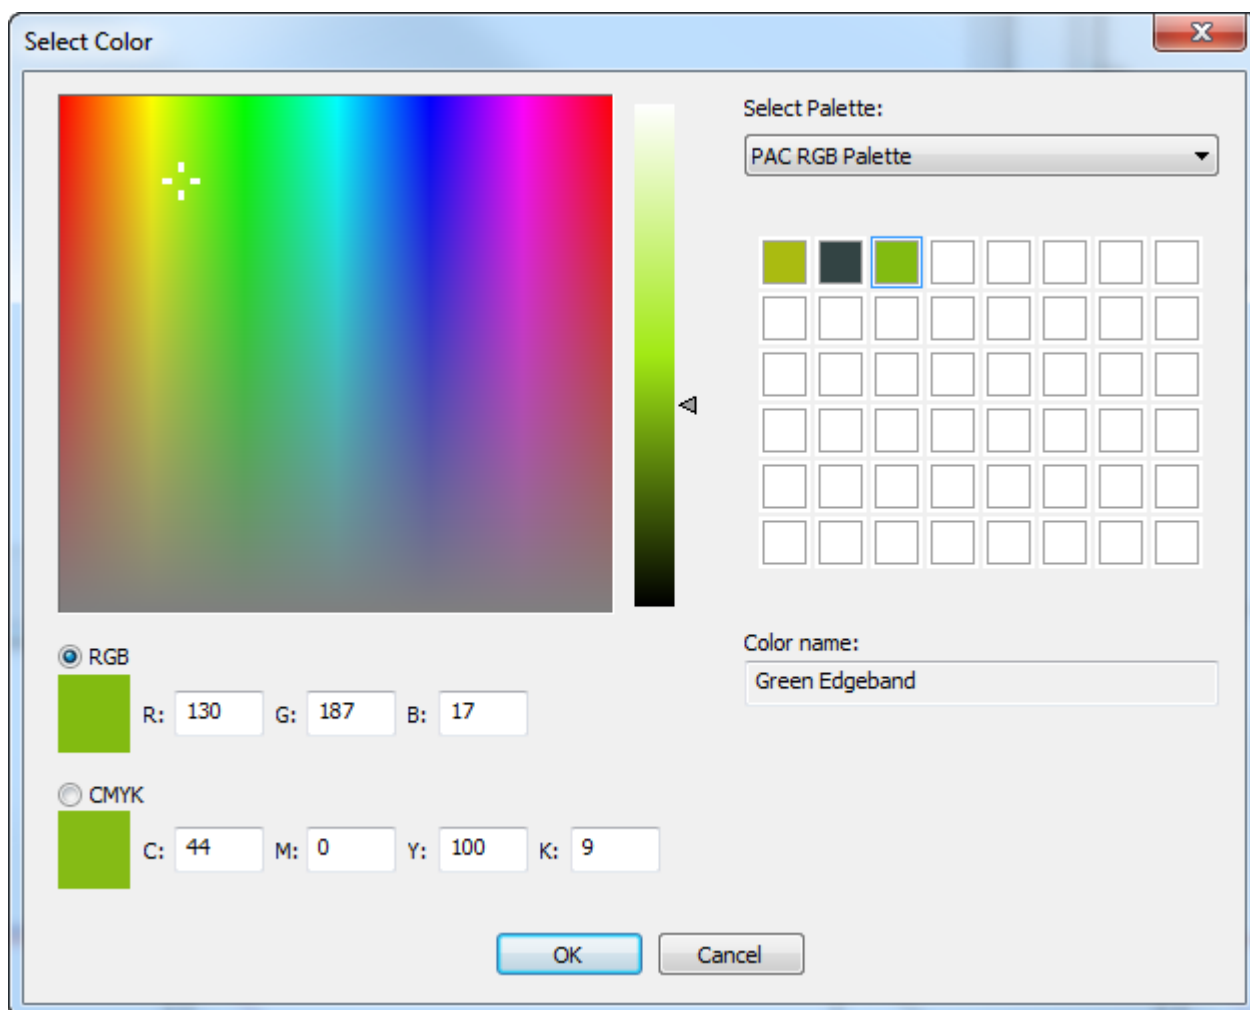 Select Color
Select Palette:
PAC RGB Palette
Color name:
Green Edgeband
RGB
R: 130 G: 187 B: 17
CMYK
C: 44 M: 0 Y: 100 K: 9
OK Cancel